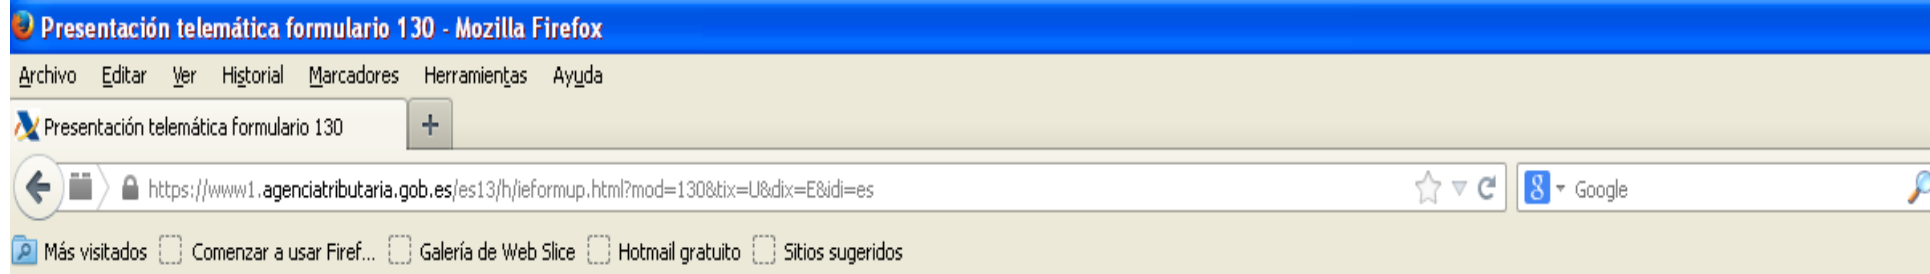 Presentación telemática formulario 130 - Mozilla Firefox
Archivo Editar Ver Historial Marcadores Herramientas Ayuda
Presentación telemática formulario 130 +
https://www1.agenciatributaria.gob.es/es13/h/ieformup.html?mod=130&tix=U&dix=E&idi=es 8 Google
Más visitados Comenzar a usar Firef... Galería de Web Slice Hotmail gratuito Sitios sugeridos